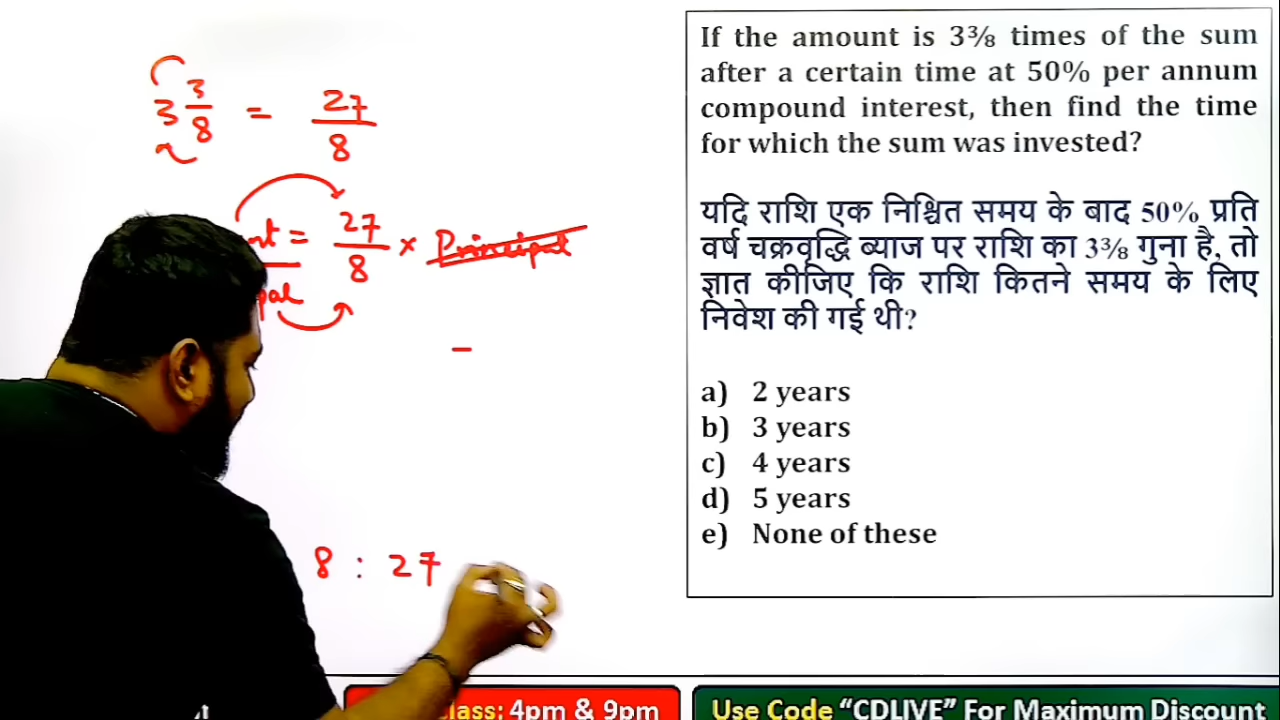 3 3/8 = 27/8
nt = 27/8 × Principal
pal
8 : 27
If the amount is 3⅜ times of the sum
after a certain time at 50% per annum
compound interest, then find the time
for which the sum was invested?
यदि राशि एक निश्चित समय के बाद 50% प्रति
वर्ष चक्रवृद्धि ब्याज पर राशि का 3⅜ गुना है, तो
ज्ञात कीजिए कि राशि कितने समय के लिए
निवेश की गई थी?
a) 2 years
b) 3 years
c) 4 years
d) 5 years
e) None of these
lass: 4pm & 9pm
Use Code “CDLIVE” For Maximum Discount